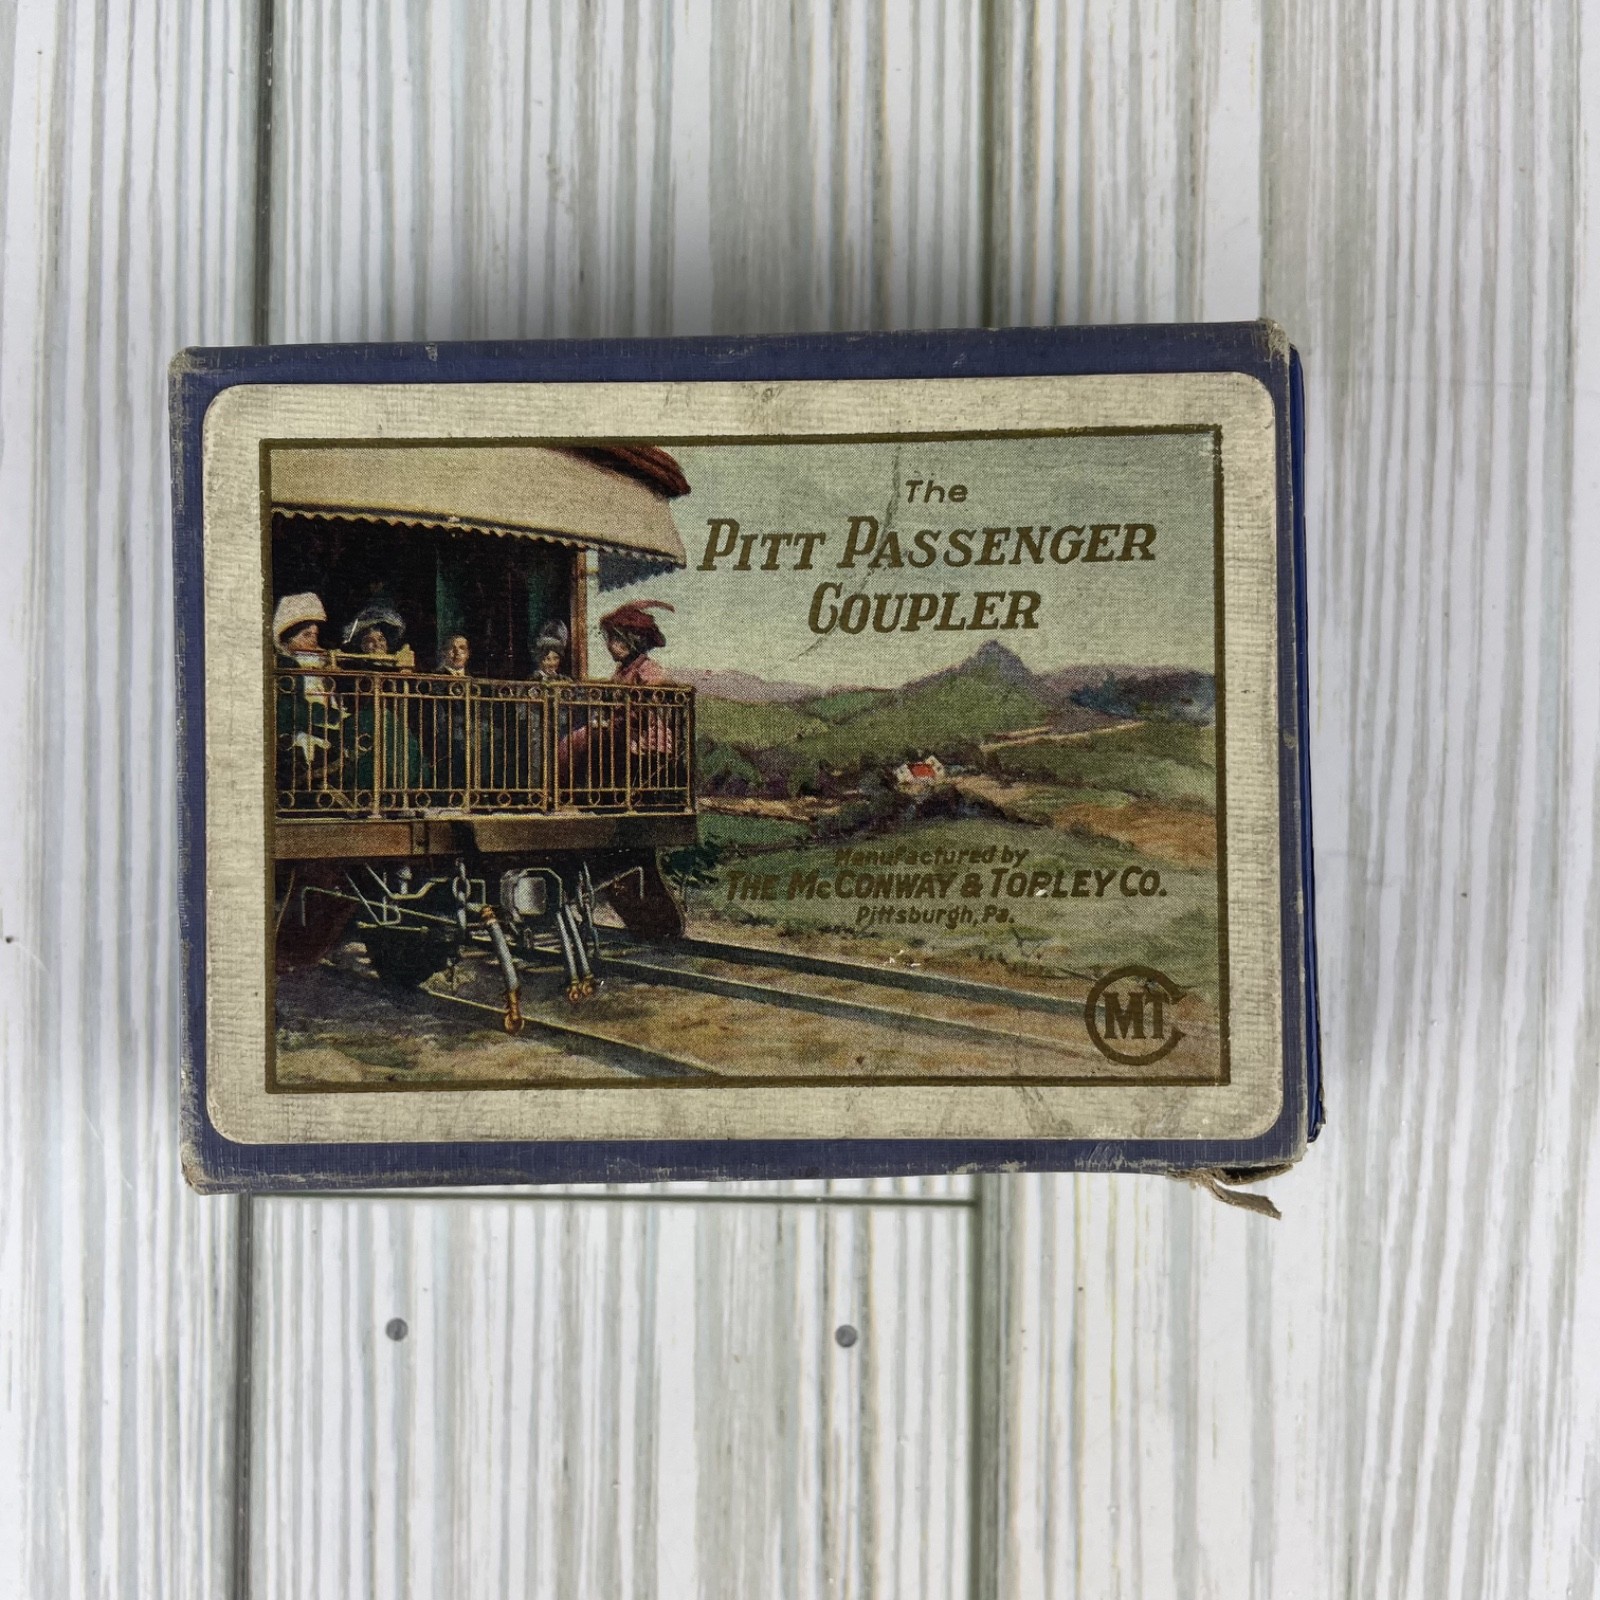 The
PITT PASSENGER
COUPLER
Manufactured by
THE McCONWAY & TORLEY CO.
Pittsburgh, Pa.
MTC